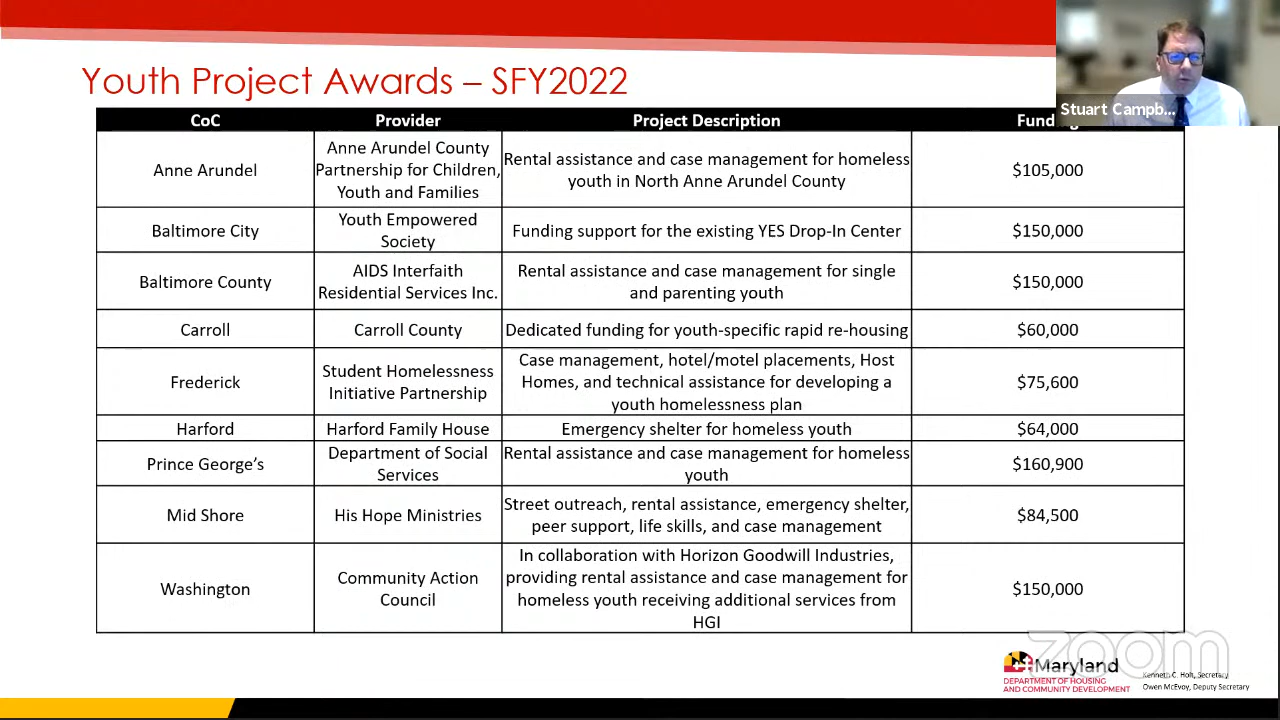 Youth Project Awards – SFY2022
Stuart Campb...
CoC
Provider
Project Description
Anne Arundel
Anne Arundel County
Partnership for Children,
Youth and Families
Rental assistance and case management for homeless
youth in North Anne Arundel County
$105,000
Baltimore City
Youth Empowered
Society
Funding support for the existing YES Drop-In Center
$150,000
Baltimore County
AIDS Interfaith
Residential Services Inc.
Rental assistance and case management for single
and parenting youth
$150,000
Carroll
Carroll County
Dedicated funding for youth-specific rapid re-housing
$60,000
Frederick
Student Homelessness
Initiative Partnership
Case management, hotel/motel placements, Host
Homes, and technical assistance for developing a
youth homelessness plan
$75,600
Harford
Harford Family House
Emergency shelter for homeless youth
$64,000
Prince George’s
Department of Social
Services
Rental assistance and case management for homeless
youth
$160,900
Mid Shore
His Hope Ministries
Street outreach, rental assistance, emergency shelter,
peer support, life skills, and case management
$84,500
Washington
Community Action
Council
In collaboration with Horizon Goodwill Industries,
providing rental assistance and case management for
homeless youth receiving additional services from
HGI
$150,000
zoom
Maryland
DEPARTMENT OF HOUSING
AND COMMUNITY DEVELOPMENT
Kenneth C. Holt, Secretary
Owen McEvoy, Deputy Secretary